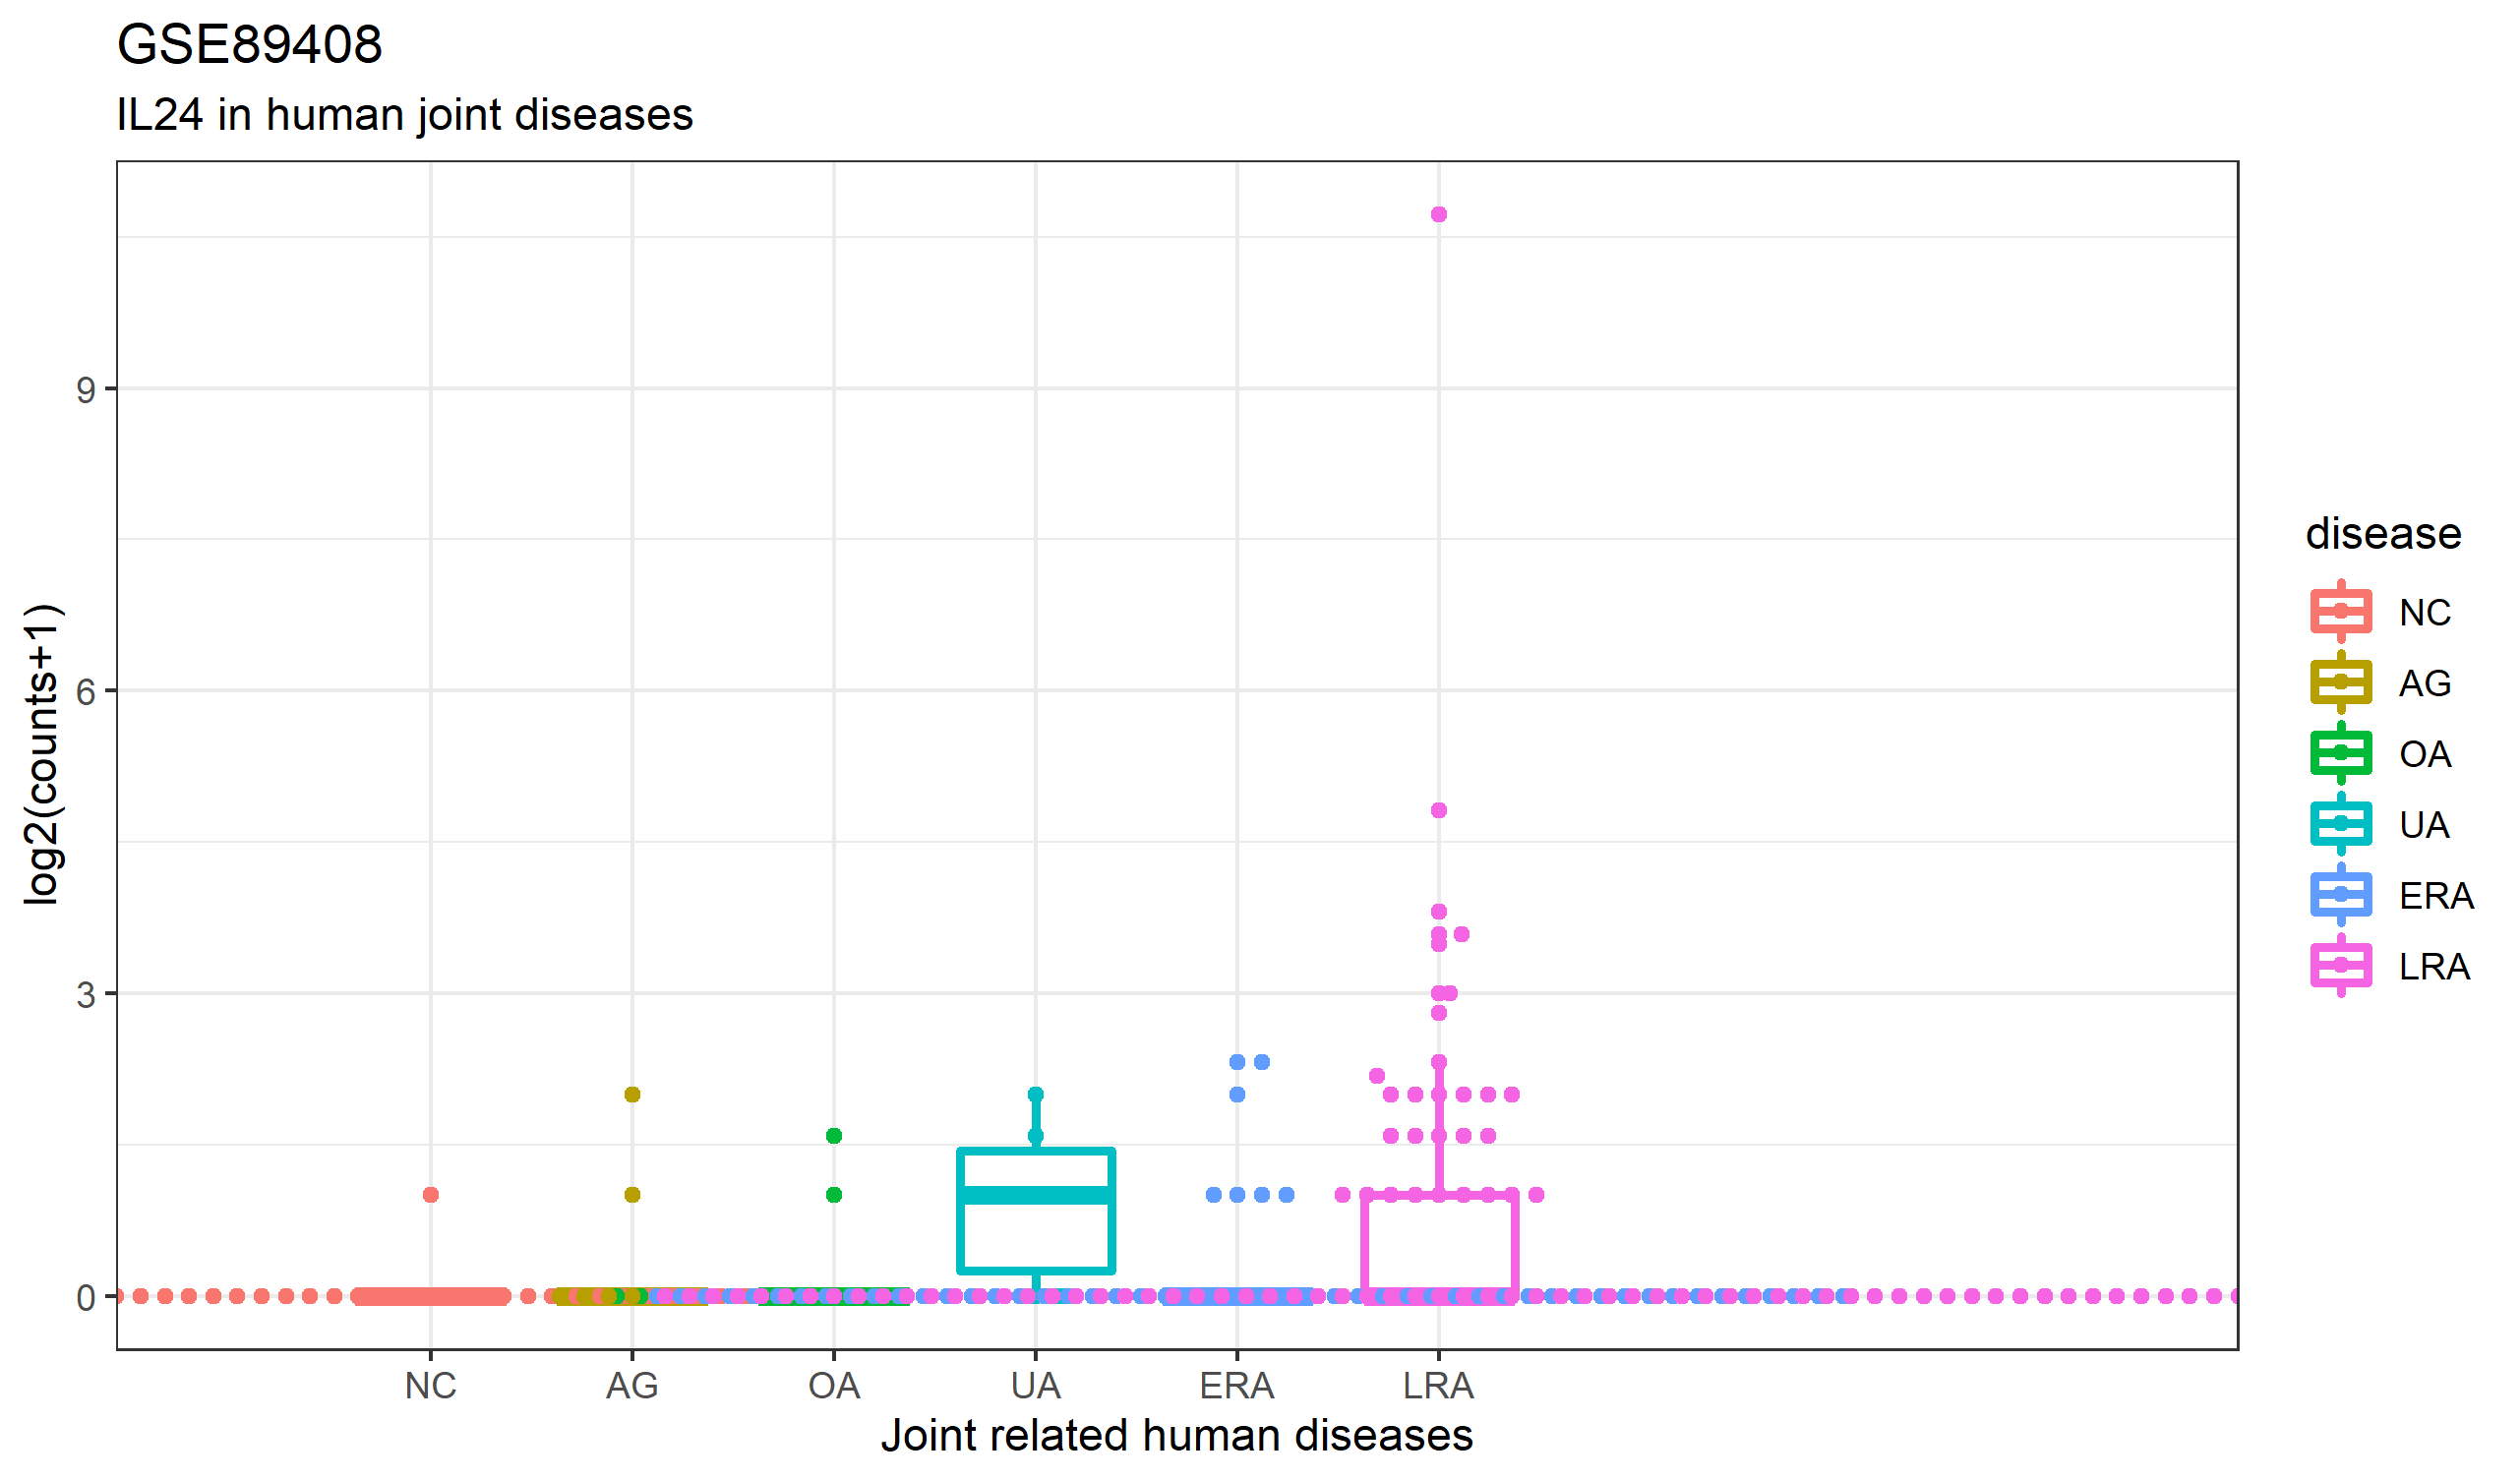 GSE89408
IL24 in human joint diseases
log2(counts+1)
9
6
3
0
NC AG OA UA ERA LRA
Joint related human diseases
disease
NC
AG
OA
UA
ERA
LRA